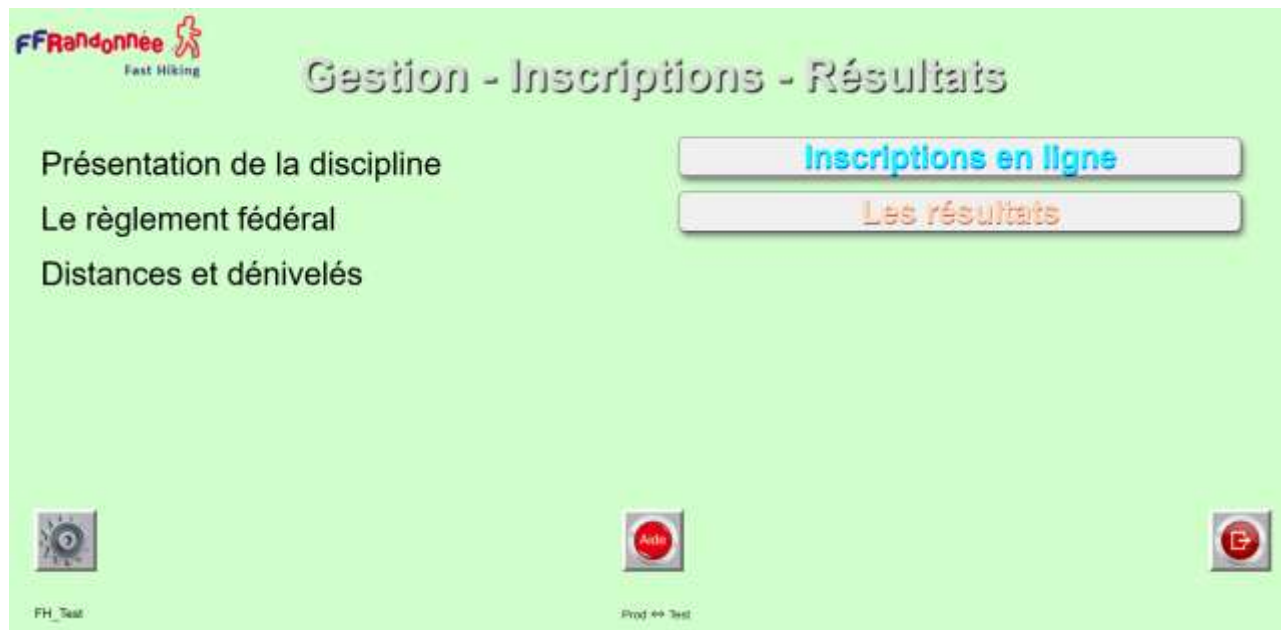 FFRandonnée
Fast Hiking
Gestion - Inscriptions - Résultats
Présentation de la discipline
Le règlement fédéral
Distances et dénivelés
Inscriptions en ligne
Les résultats
Aide
FH_Test
Prod ⇔ Test